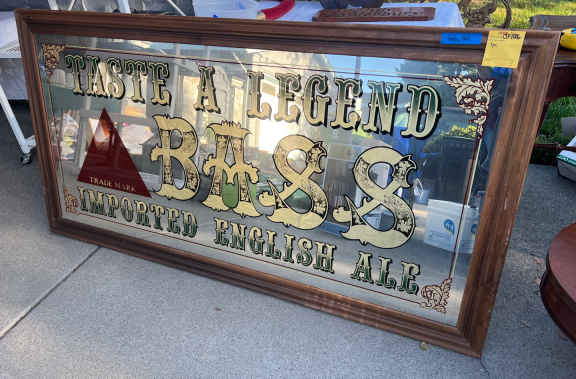 TASTE A LEGEND
BASS
TRADE MARK
IMPORTED ENGLISH ALE